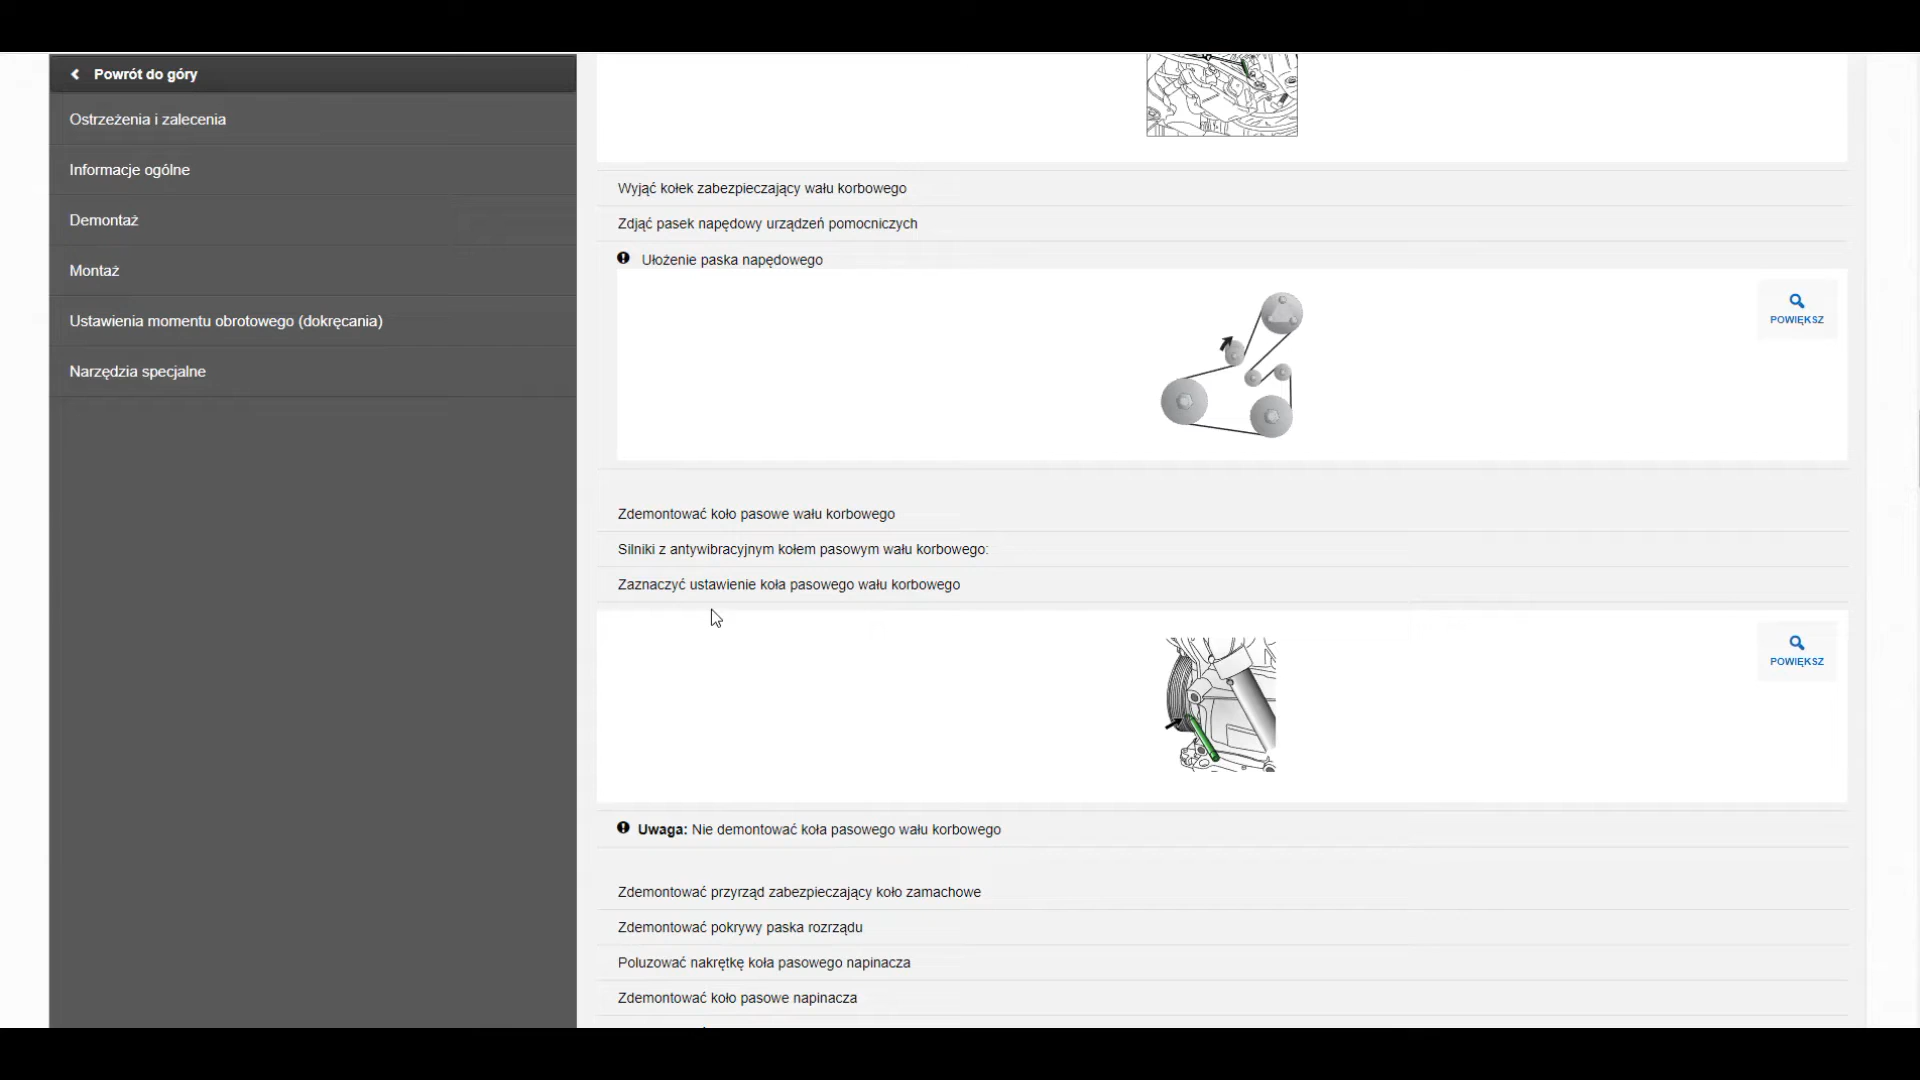 Powrót do góry
Ostrzeżenia i zalecenia
Informacje ogólne
Demontaż
Montaż
Ustawienia momentu obrotowego (dokręcania)
Narzędzia specjalne
Wyjąć kołek zabezpieczający wału korbowego
Zdjąć pasek napędowy urządzeń pomocniczych
Ułożenie paska napędowego
POWIĘKSZ
Zdemontować koło pasowe wału korbowego
Silniki z antywibracyjnym kołem pasowym wału korbowego:
Zaznaczyć ustawienie koła pasowego wału korbowego
POWIĘKSZ
Uwaga: Nie demontować koła pasowego wału korbowego
Zdemontować przyrząd zabezpieczający koło zamachowe
Zdemontować pokrywy paska rozrządu
Poluzować nakrętkę koła pasowego napinacza
Zdemontować koło pasowe napinacza